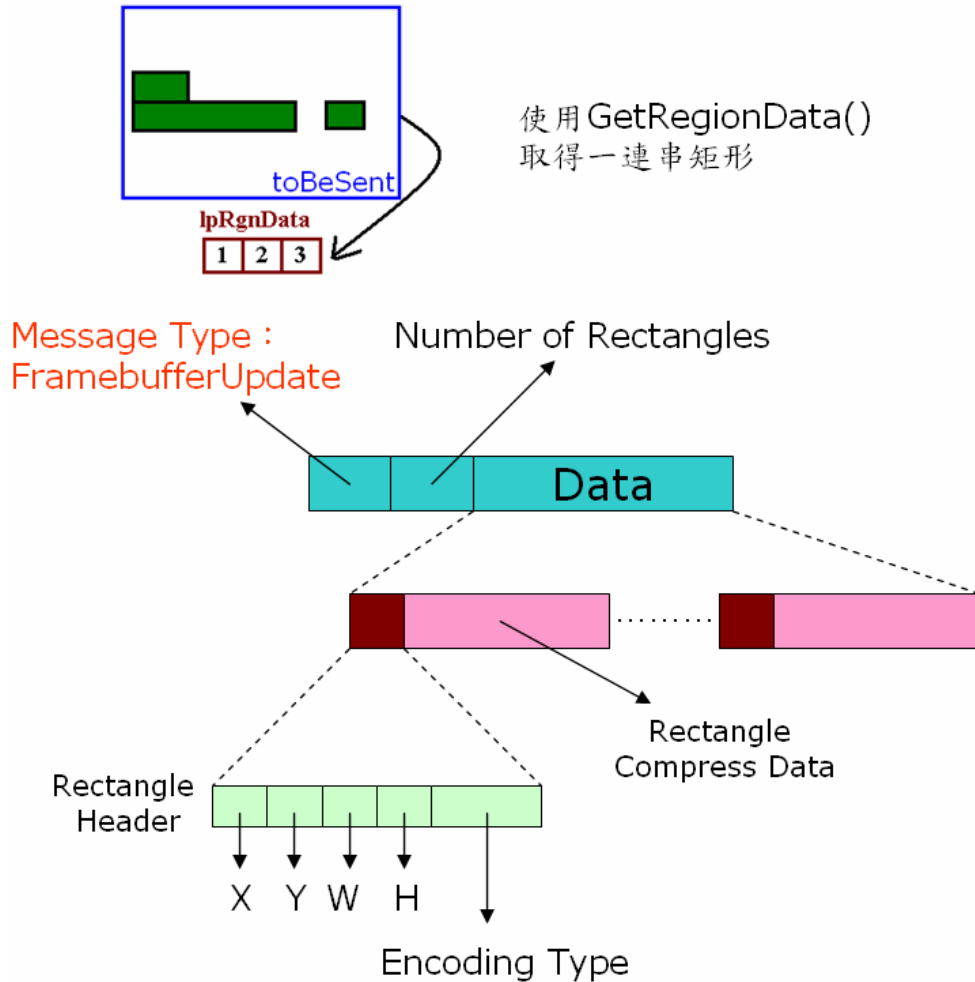 toBeSent
使用GetRegionData()
取得一連串矩形
lpRgnData
1 2 3
Message Type：
FramebufferUpdate
Number of Rectangles
Data
Rectangle
Compress Data
Rectangle
Header
X Y W H
Encoding Type